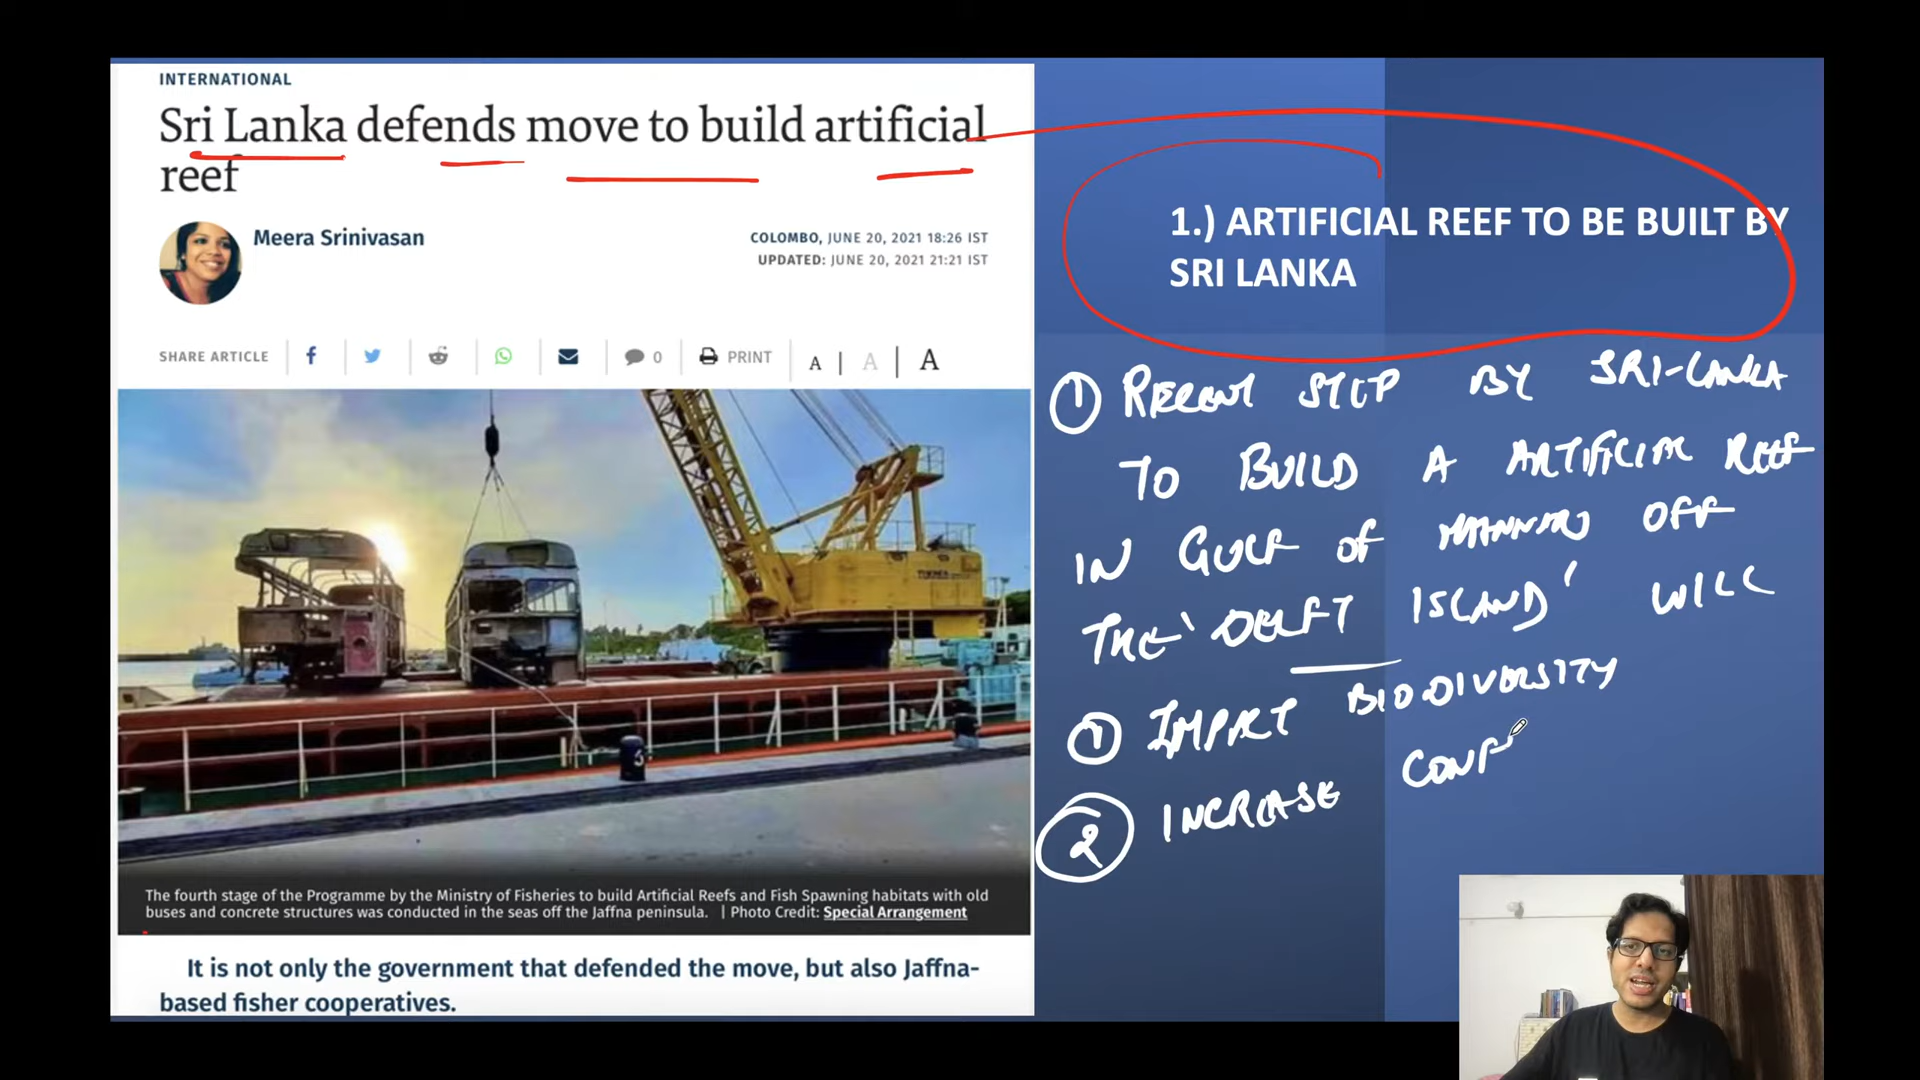 INTERNATIONAL
Sri Lanka defends move to build artificial
reef
Meera Srinivasan
COLOMBO, JUNE 20, 2021 18:26 IST
UPDATED: JUNE 20, 2021 21:21 IST
SHARE ARTICLE
0
PRINT
A | A | A
The fourth stage of the Programme by the Ministry of Fisheries to build Artificial Reefs and Fish Spawning habitats with old
buses and concrete structures was conducted in the seas off the Jaffna peninsula. | Photo Credit: Special Arrangement
It is not only the government that defended the move, but also Jaffna-
based fisher cooperatives.
1.) ARTIFICIAL REEF TO BE BUILT BY
SRI LANKA
① RECENT STEP BY SRI-LANKA
TO BUILD A ARTIFICIAL REEF
IN GULF OF MANNAR OFF
THE 'DELFT ISLAND' WILL
① IMPACT BIODIVERSITY
② INCREASE CONF